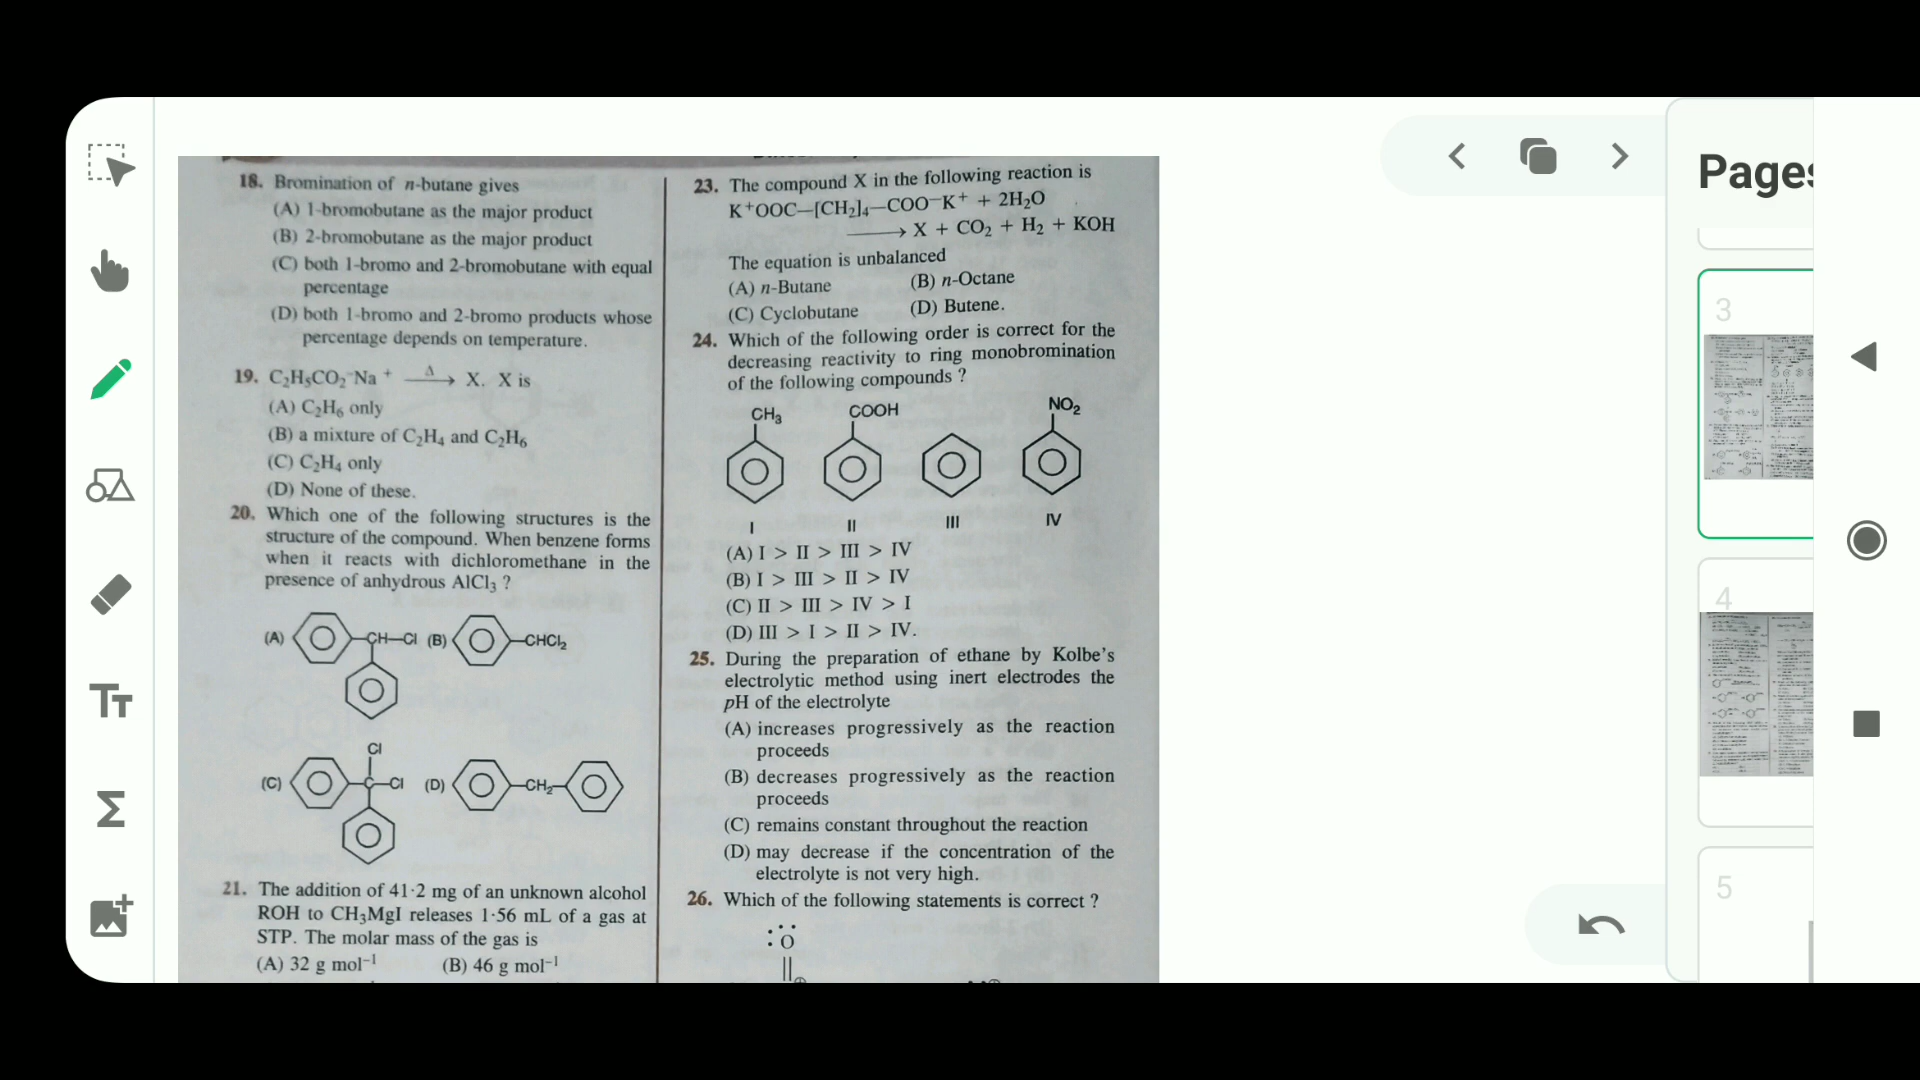 18. Bromination of n-butane gives
(A) 1-bromobutane as the major product
(B) 2-bromobutane as the major product
(C) both 1-bromo and 2-bromobutane with equal
percentage
(D) both 1-bromo and 2-bromo products whose
percentage depends on temperature.
19. C₂H₅CO₂⁻Na⁺ —Δ→ X. X is
(A) C₂H₆ only
(B) a mixture of C₂H₄ and C₂H₆
(C) C₂H₄ only
(D) None of these.
20. Which one of the following structures is the
structure of the compound. When benzene forms
when it reacts with dichloromethane in the
presence of anhydrous AlCl₃ ?
(A) CH—Cl (B) CHCl₂
Cl
(C) C—Cl (D) CH₂
21. The addition of 41·2 mg of an unknown alcohol
ROH to CH₃MgI releases 1·56 mL of a gas at
STP. The molar mass of the gas is
(A) 32 g mol⁻¹ (B) 46 g mol⁻¹
23. The compound X in the following reaction is
K⁺OOC—[CH₂]₄—COO⁻K⁺ + 2H₂O
⟶ X + CO₂ + H₂ + KOH
The equation is unbalanced
(A) n-Butane (B) n-Octane
(C) Cyclobutane (D) Butene.
24. Which of the following order is correct for the
decreasing reactivity to ring monobromination
of the following compounds ?
CH₃ COOH NO₂
I II III IV
(A) I > II > III > IV
(B) I > III > II > IV
(C) II > III > IV > I
(D) III > I > II > IV.
25. During the preparation of ethane by Kolbe's
electrolytic method using inert electrodes the
pH of the electrolyte
(A) increases progressively as the reaction
proceeds
(B) decreases progressively as the reaction
proceeds
(C) remains constant throughout the reaction
(D) may decrease if the concentration of the
electrolyte is not very high.
26. Which of the following statements is correct ?
:O
Tт
Σ
Pages
3
4
5